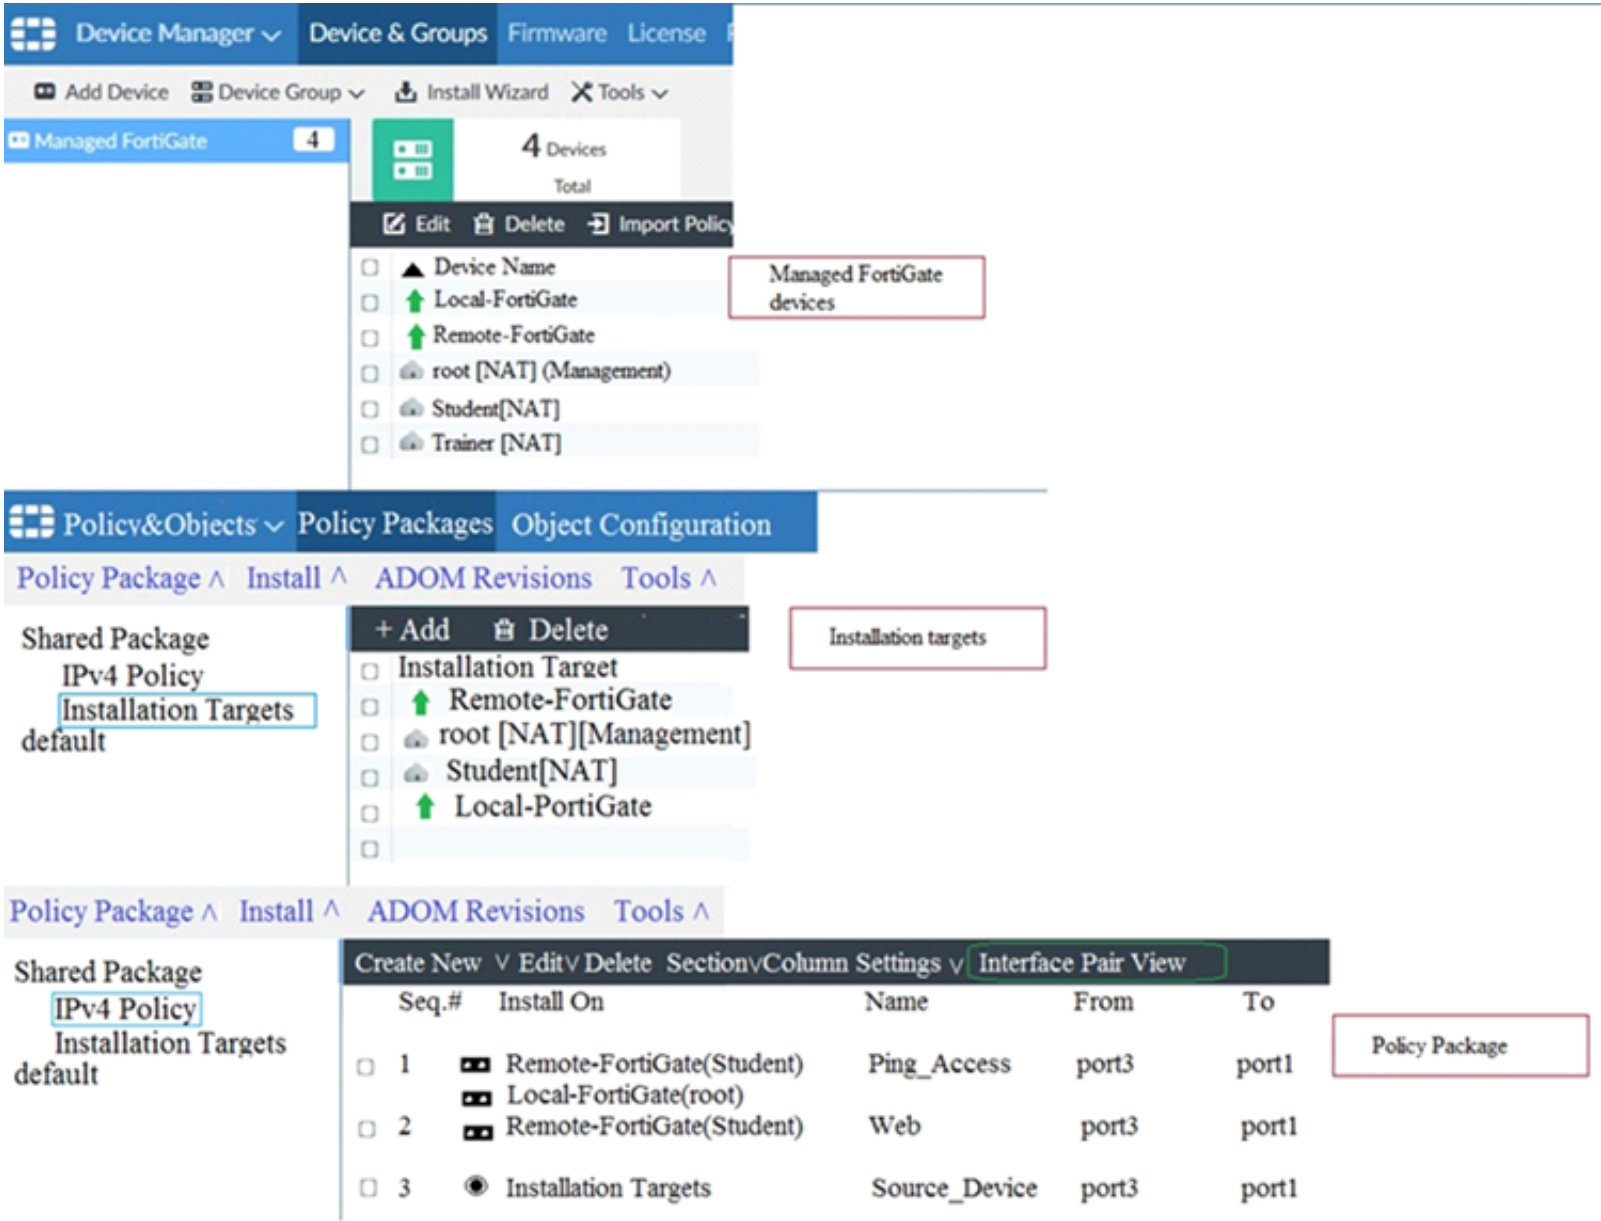 Device Manager Device & Groups Firmware License
Add Device Device Group Install Wizard Tools
Managed FortiGate 4
4 Devices
Total
Edit Delete Import Policy
Device Name
Managed FortiGate
devices
Local-FortiGate
Remote-FortiGate
root [NAT] (Management)
Student[NAT]
Trainer [NAT]
Policy&Objects Policy Packages Object Configuration
Policy Package ^ Install ^ ADOM Revisions Tools ^
+ Add Delete
Installation targets
Shared Package
IPv4 Policy
Installation Targets
default
Installation Target
Remote-FortiGate
root [NAT][Management]
Student[NAT]
Local-PortiGate
Policy Package ^ Install ^ ADOM Revisions Tools ^
Shared Package
IPv4 Policy
Installation Targets
default
Create New v Editv Delete SectionvColumn Settings v Interface Pair View
Seq.# Install On Name From To
1 Remote-FortiGate(Student) Ping_Access port3 port1
Local-FortiGate(root)
2 Remote-FortiGate(Student) Web port3 port1
3 Installation Targets Source_Device port3 port1
Policy Package